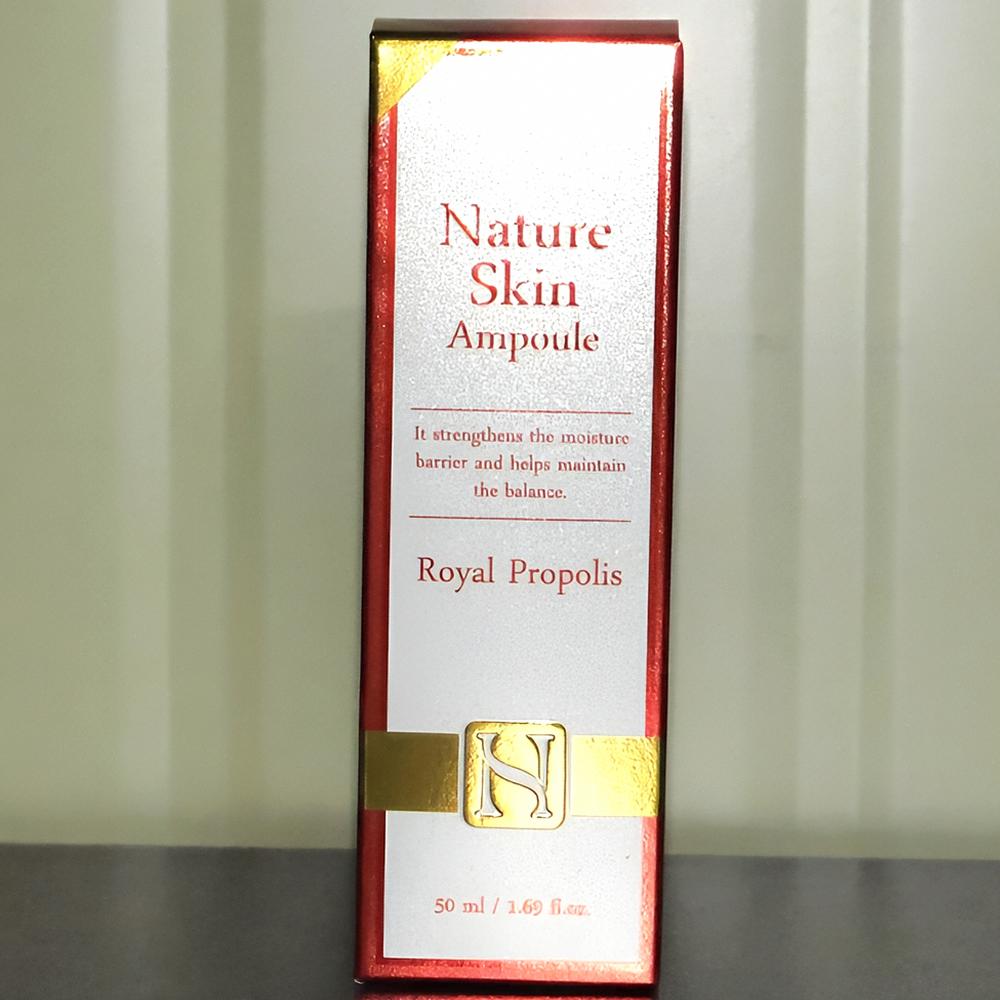 Nature
Skin
Ampoule
It strengthens the moisture
barrier and helps maintain
the balance.
Royal Propolis
N
50 ml / 1.69 fl.oz.